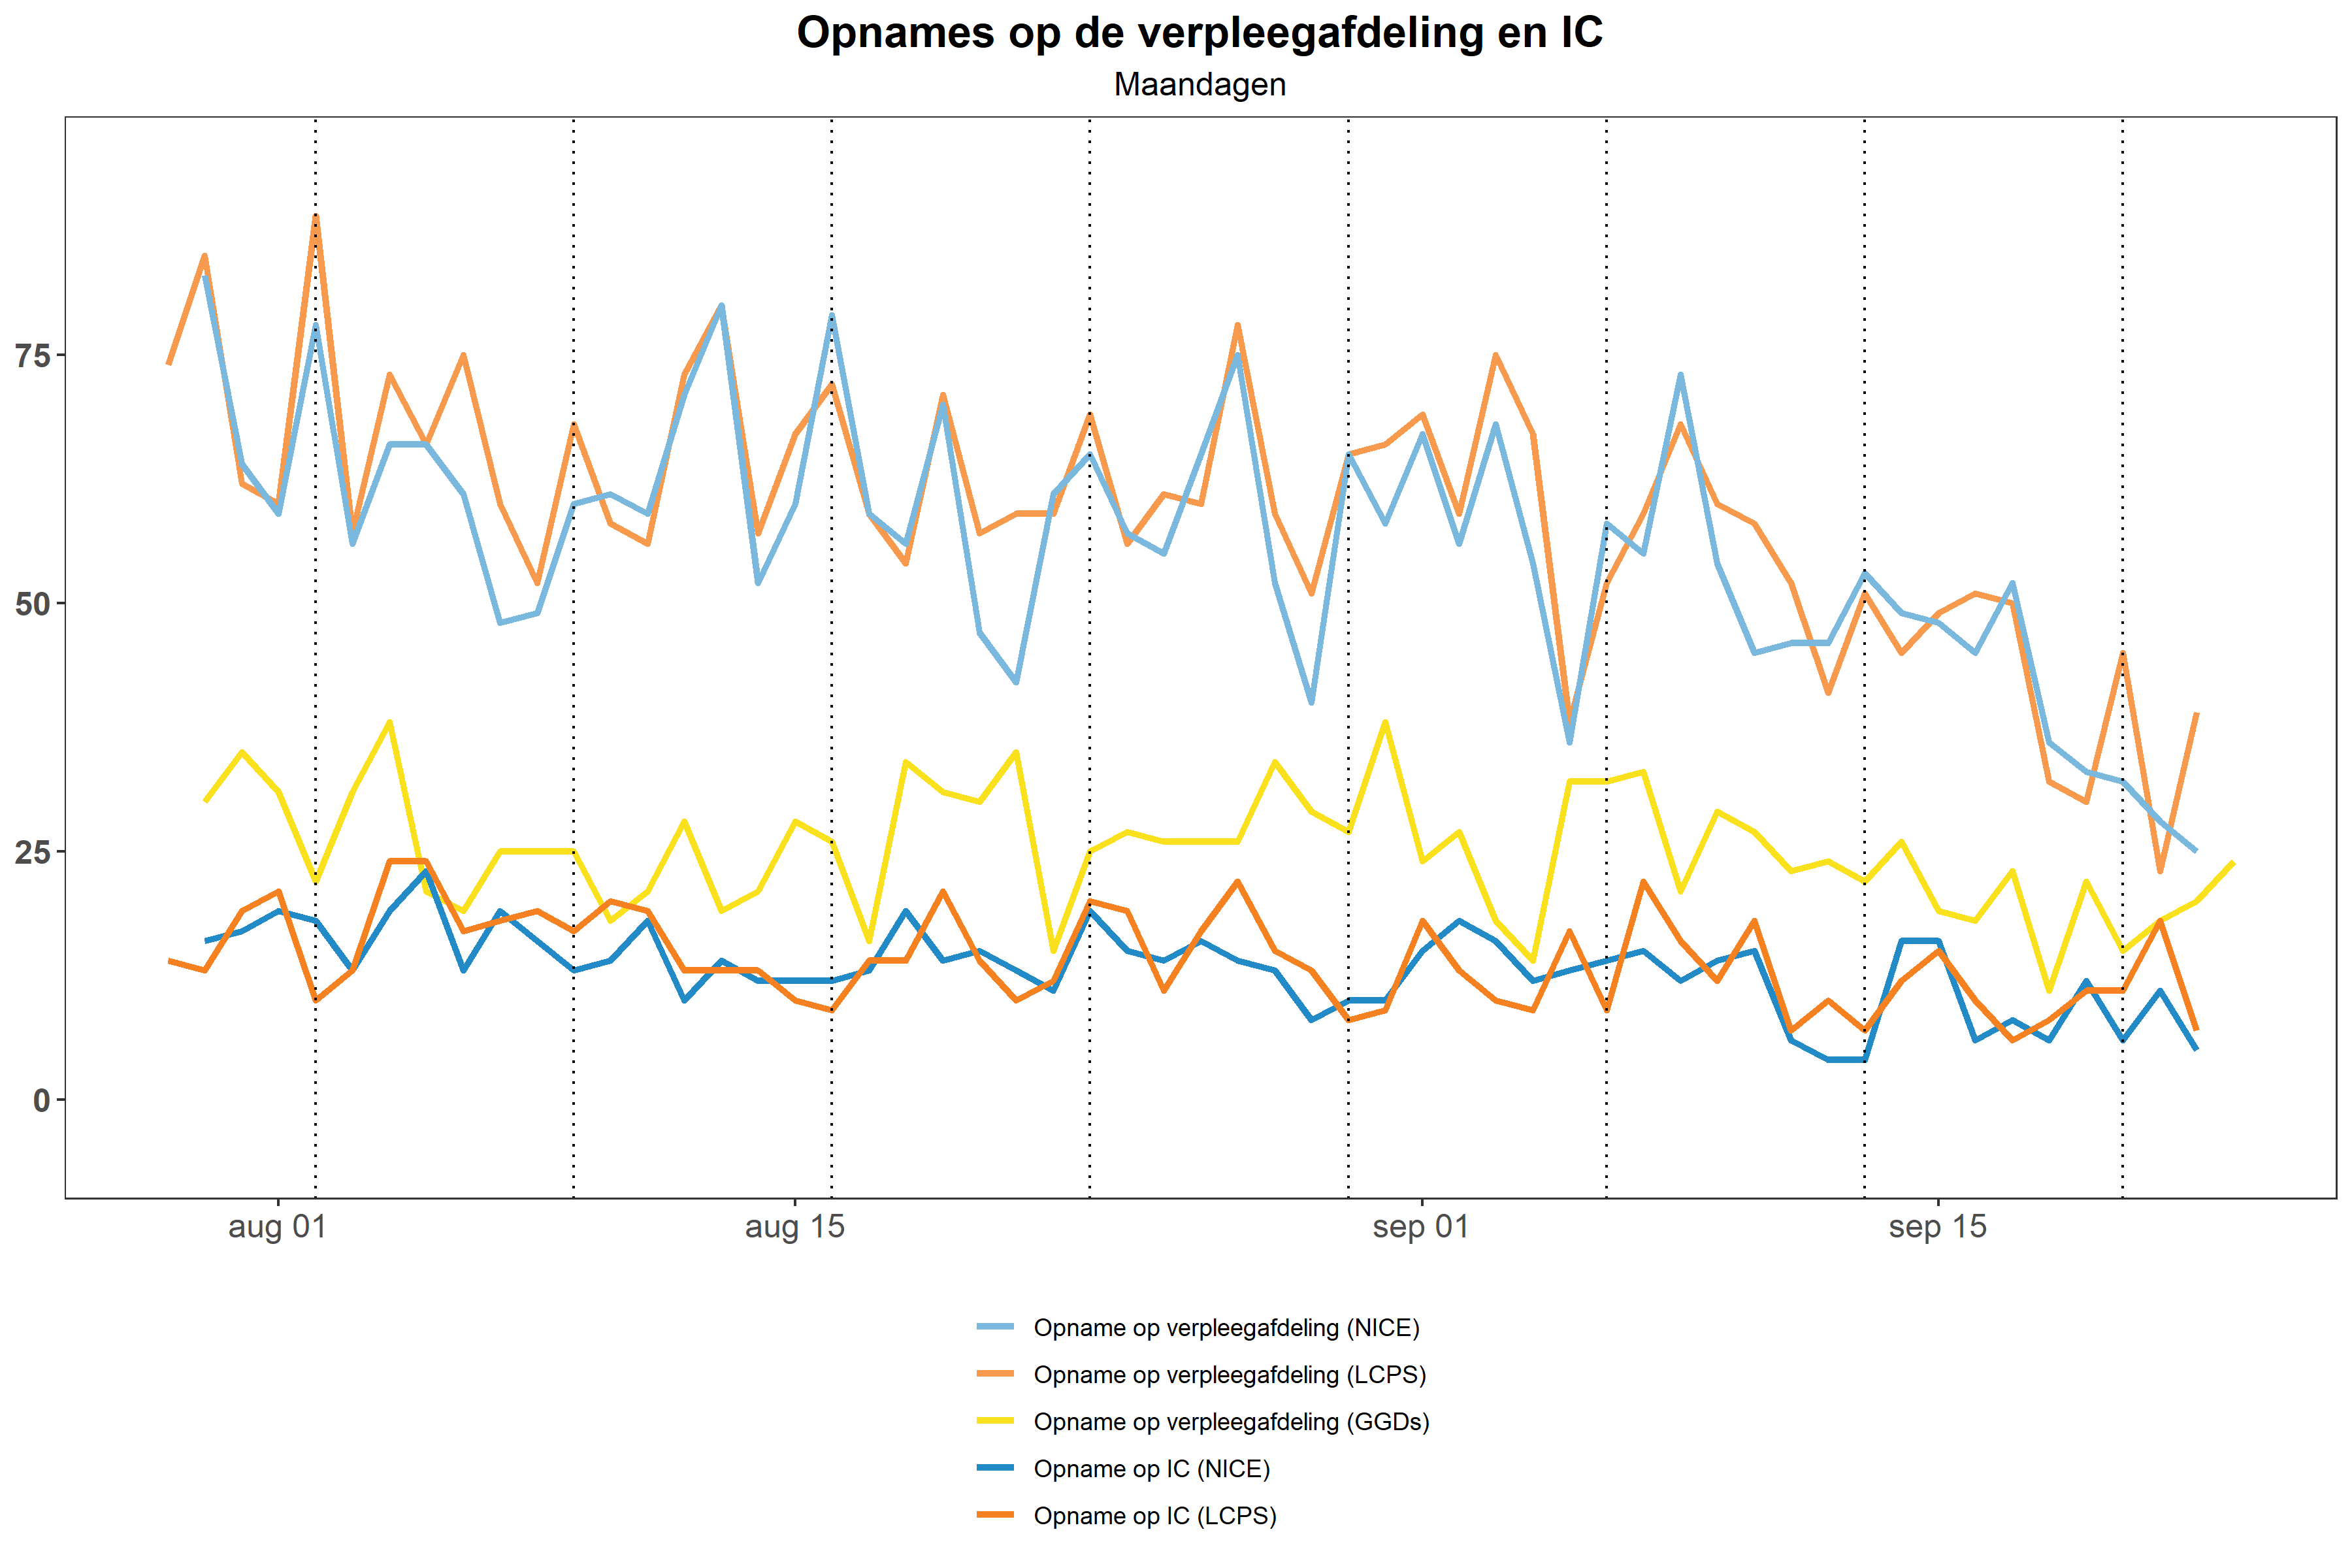 Opnames op de verpleegafdeling en IC
Maandagen
75
50
25
0
aug 01 aug 15 sep 01 sep 15
Opname op verpleegafdeling (NICE)
Opname op verpleegafdeling (LCPS)
Opname op verpleegafdeling (GGDs)
Opname op IC (NICE)
Opname op IC (LCPS)